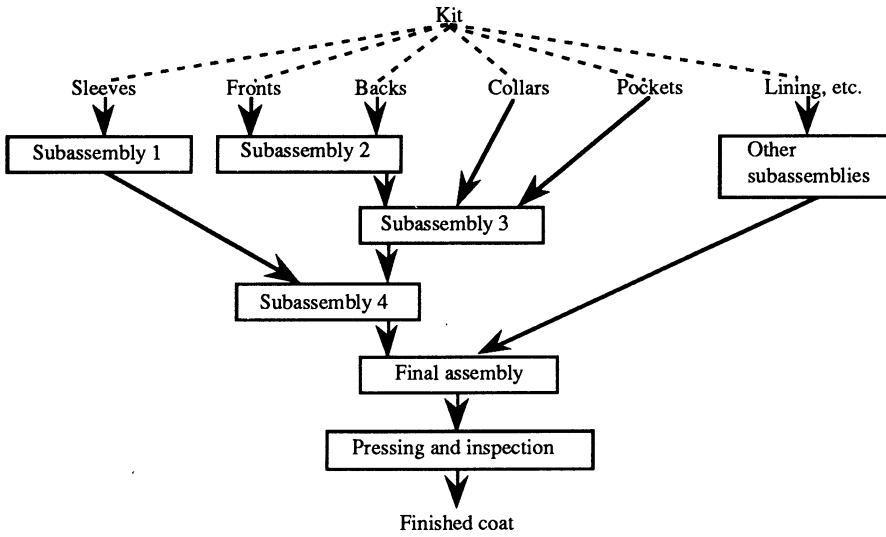 Kit
Sleeves
Fronts
Backs
Collars
Pockets
Lining, etc.
Subassembly 1
Subassembly 2
Other
subassemblies
Subassembly 3
Subassembly 4
Final assembly
Pressing and inspection
Finished coat